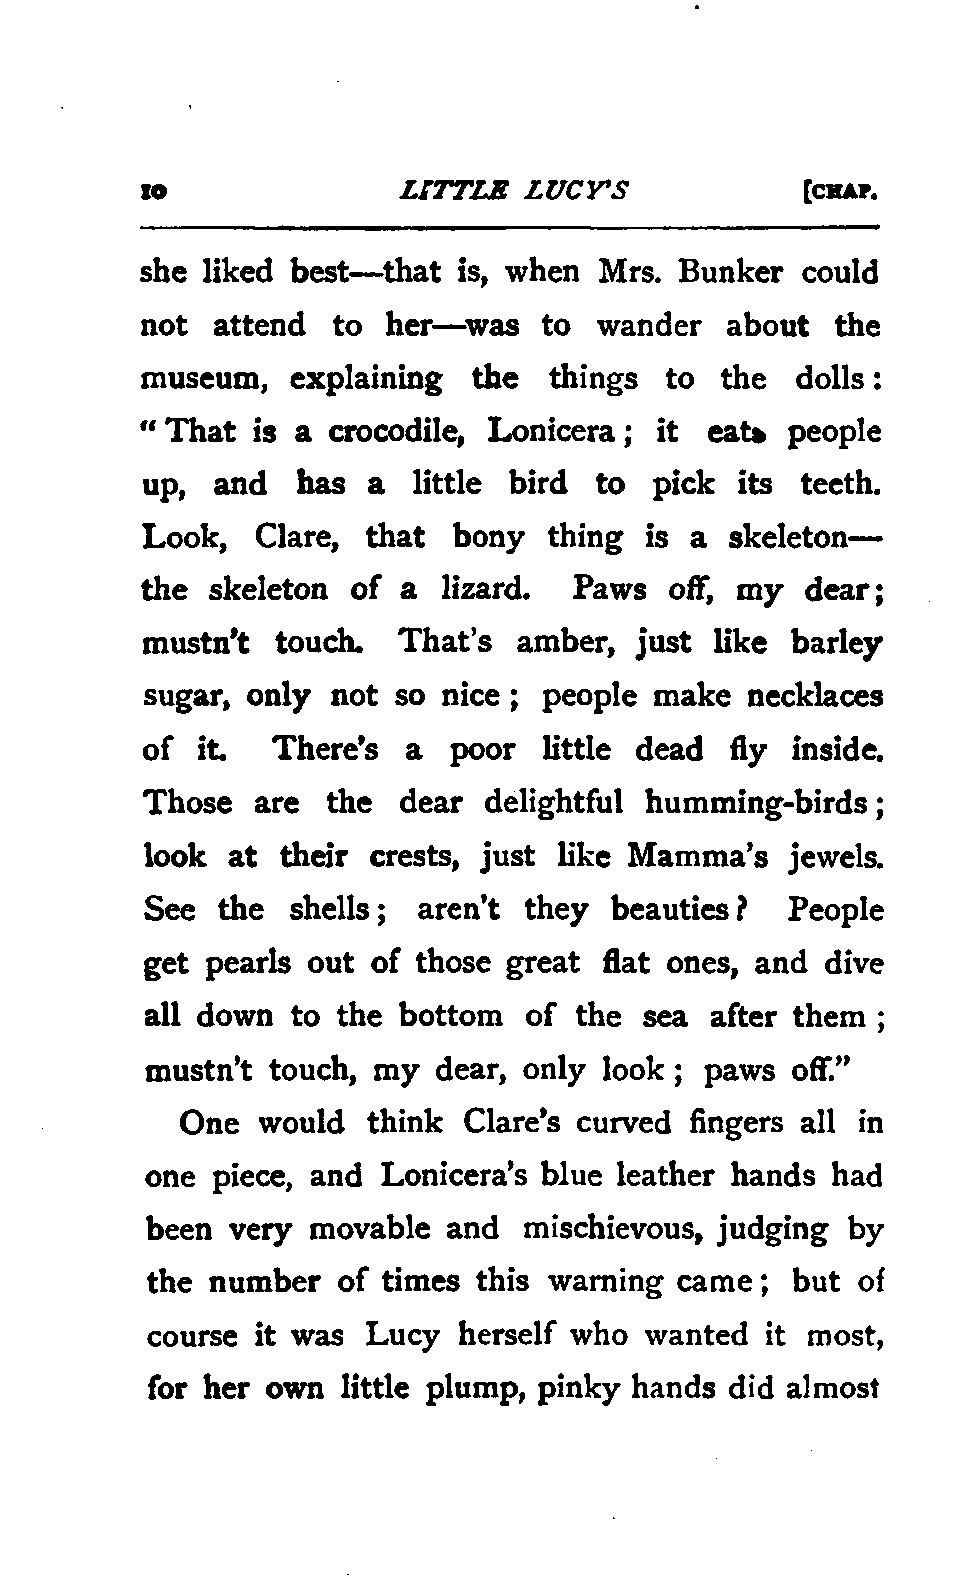 10 LITTLE LUCY'S [CHAP.
she liked best—that is, when Mrs. Bunker could
not attend to her—was to wander about the
museum, explaining the things to the dolls:
"That is a crocodile, Lonicera; it eats people
up, and has a little bird to pick its teeth.
Look, Clare, that bony thing is a skeleton—
the skeleton of a lizard. Paws off, my dear;
mustn't touch. That's amber, just like barley
sugar, only not so nice; people make necklaces
of it. There's a poor little dead fly inside.
Those are the dear delightful humming-birds;
look at their crests, just like Mamma's jewels.
See the shells; aren't they beauties? People
get pearls out of those great flat ones, and dive
all down to the bottom of the sea after them;
mustn't touch, my dear, only look; paws off."
One would think Clare's curved fingers all in
one piece, and Lonicera's blue leather hands had
been very movable and mischievous, judging by
the number of times this warning came; but of
course it was Lucy herself who wanted it most,
for her own little plump, pinky hands did almost